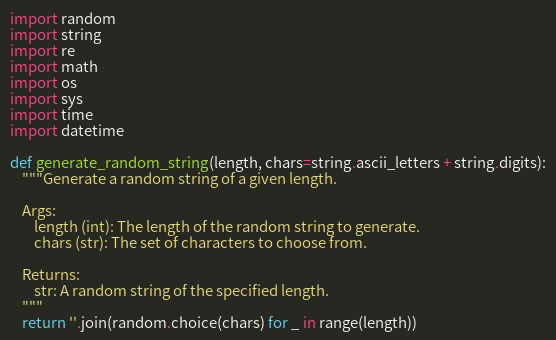 import random
import string
import re
import math
import os
import sys
import time
import datetime

def generate_random_string(length, chars=string.ascii_letters + string.digits):
    """Generate a random string of a given length.

    Args:
        length (int): The length of the random string to generate.
        chars (str): The set of characters to choose from.

    Returns:
        str: A random string of the specified length.
    """
    return ''.join(random.choice(chars) for _ in range(length))